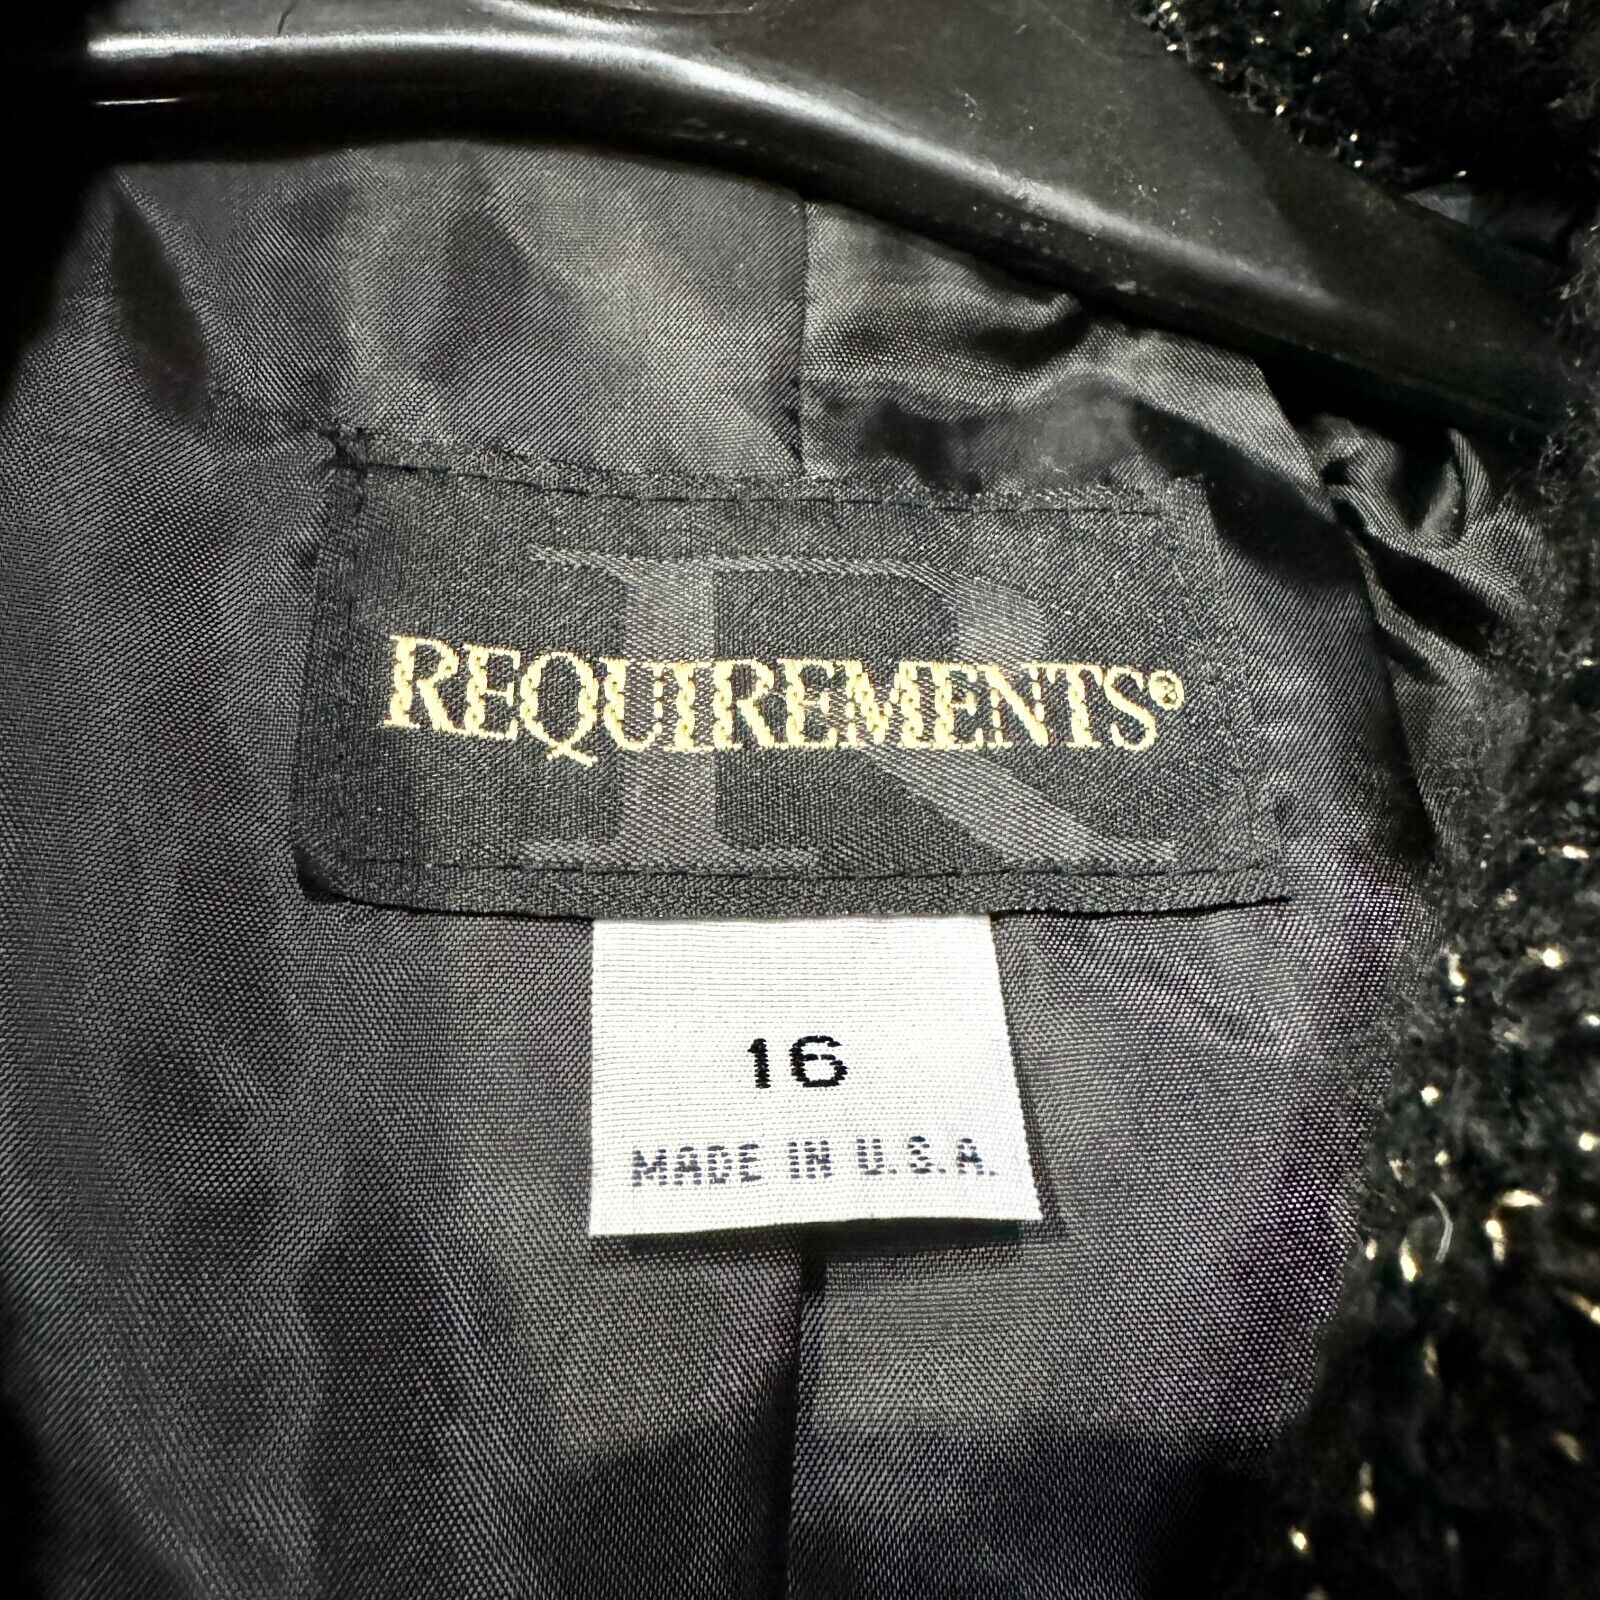 R
REQUIREMENTS®
16
MADE IN U.S.A.